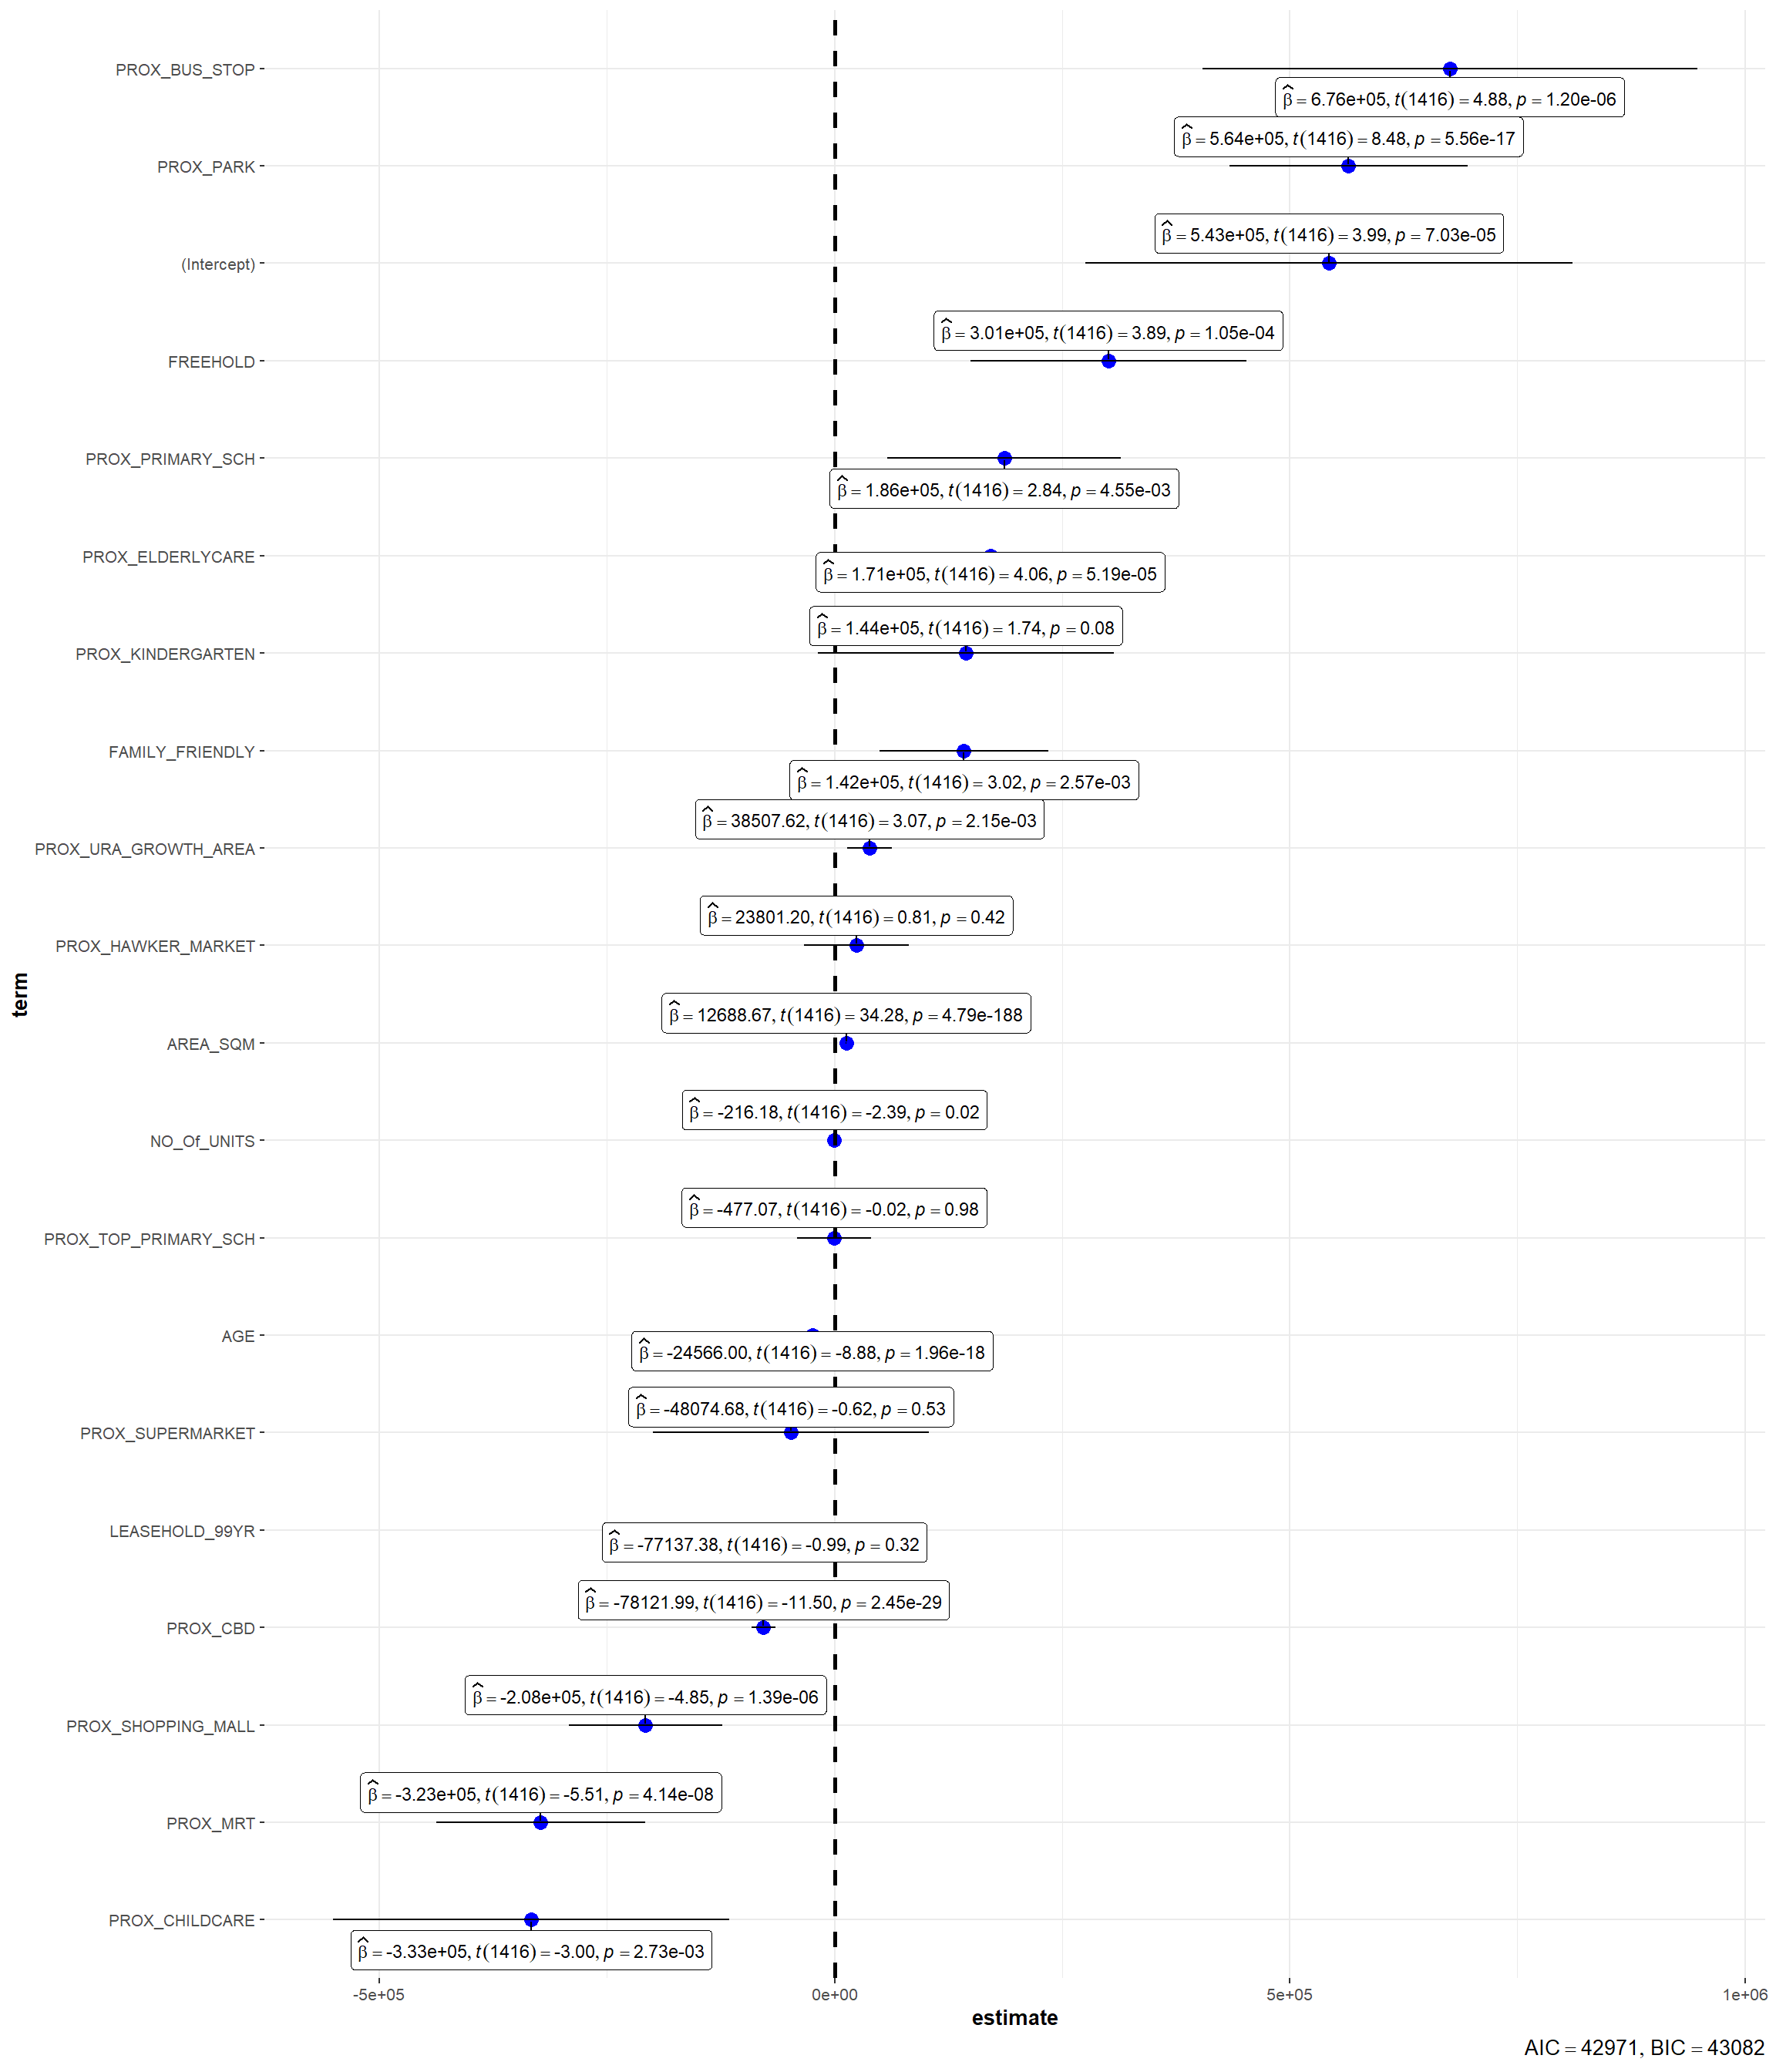 PROX_BUS_STOP
β̂ = 6.76e+05, t(1416) = 4.88, p = 1.20e-06
β̂ = 5.64e+05, t(1416) = 8.48, p = 5.56e-17
PROX_PARK
β̂ = 5.43e+05, t(1416) = 3.99, p = 7.03e-05
(Intercept)
β̂ = 3.01e+05, t(1416) = 3.89, p = 1.05e-04
FREEHOLD
PROX_PRIMARY_SCH
β̂ = 1.86e+05, t(1416) = 2.84, p = 4.55e-03
PROX_ELDERLYCARE
β̂ = 1.71e+05, t(1416) = 4.06, p = 5.19e-05
β̂ = 1.44e+05, t(1416) = 1.74, p = 0.08
PROX_KINDERGARTEN
FAMILY_FRIENDLY
β̂ = 1.42e+05, t(1416) = 3.02, p = 2.57e-03
β̂ = 38507.62, t(1416) = 3.07, p = 2.15e-03
PROX_URA_GROWTH_AREA
β̂ = 23801.20, t(1416) = 0.81, p = 0.42
PROX_HAWKER_MARKET
term
β̂ = 12688.67, t(1416) = 34.28, p = 4.79e-188
AREA_SQM
β̂ = -216.18, t(1416) = -2.39, p = 0.02
NO_Of_UNITS
β̂ = -477.07, t(1416) = -0.02, p = 0.98
PROX_TOP_PRIMARY_SCH
AGE
β̂ = -24566.00, t(1416) = -8.88, p = 1.96e-18
β̂ = -48074.68, t(1416) = -0.62, p = 0.53
PROX_SUPERMARKET
LEASEHOLD_99YR
β̂ = -77137.38, t(1416) = -0.99, p = 0.32
β̂ = -78121.99, t(1416) = -11.50, p = 2.45e-29
PROX_CBD
β̂ = -2.08e+05, t(1416) = -4.85, p = 1.39e-06
PROX_SHOPPING_MALL
β̂ = -3.23e+05, t(1416) = -5.51, p = 4.14e-08
PROX_MRT
PROX_CHILDCARE
β̂ = -3.33e+05, t(1416) = -3.00, p = 2.73e-03
-5e+05 0e+00 5e+05 1e+06
estimate
AIC = 42971, BIC = 43082